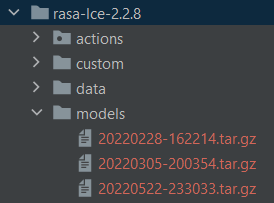 rasa-Ice-2.2.8
actions
custom
data
models
20220228-162214.tar.gz
20220305-200354.tar.gz
20220522-233033.tar.gz